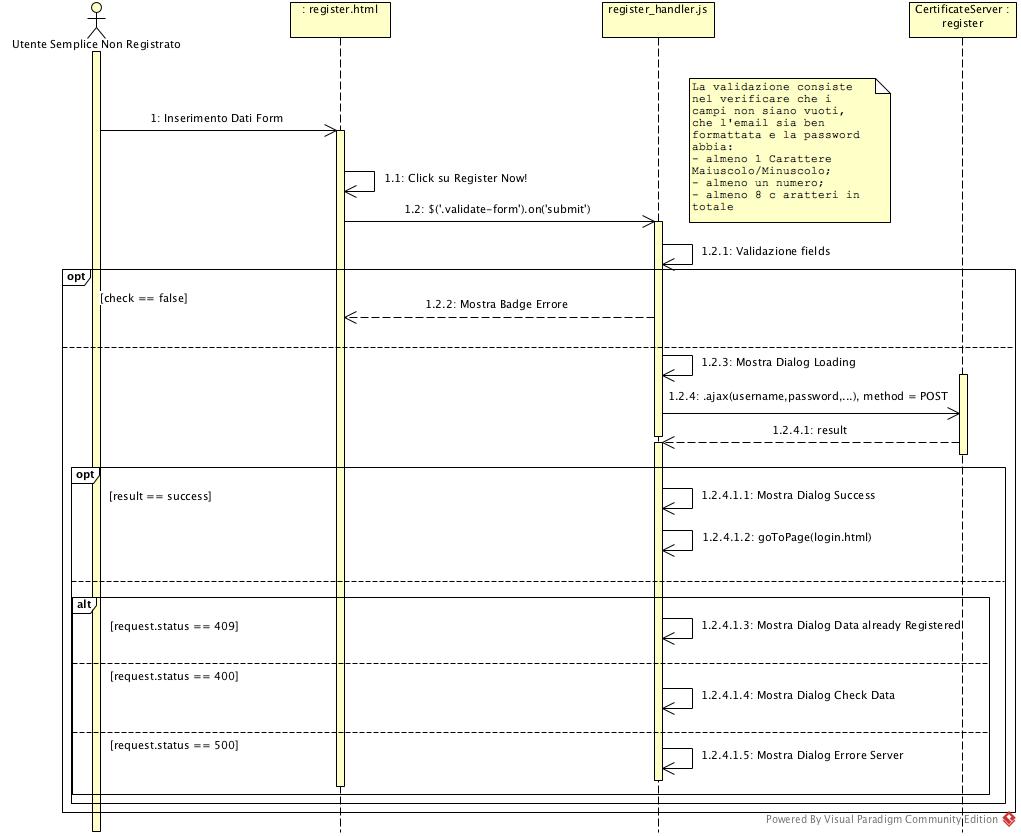 : register.html
register_handler.js
CertificateServer :
register
Utente Semplice Non Registrato
La validazione consiste
nel verificare che i
campi non siano vuoti,
che l'email sia ben
formattata e la password
abbia:
- almeno 1 Carattere
Maiuscolo/Minuscolo;
- almeno un numero;
- almeno 8 c aratteri in
totale
1: Inserimento Dati Form
1.1: Click su Register Now!
1.2: $('.validate-form').on('submit')
1.2.1: Validazione fields
opt
[check == false]
1.2.2: Mostra Badge Errore
1.2.3: Mostra Dialog Loading
1.2.4: .ajax(username,password,...), method = POST
1.2.4.1: result
opt
[result == success]
1.2.4.1.1: Mostra Dialog Success
1.2.4.1.2: goToPage(login.html)
alt
[request.status == 409]
1.2.4.1.3: Mostra Dialog Data already Registered
[request.status == 400]
1.2.4.1.4: Mostra Dialog Check Data
[request.status == 500]
1.2.4.1.5: Mostra Dialog Errore Server
Powered By Visual Paradigm Community Edition